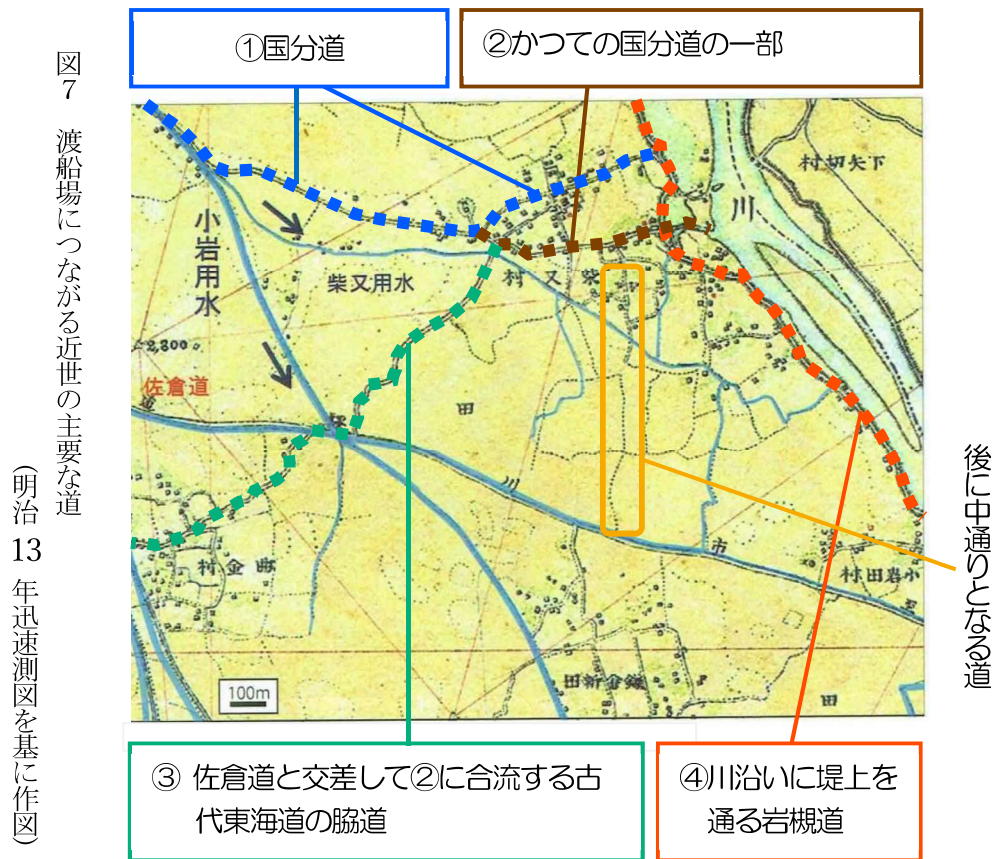 ①国分道
②かつての国分道の一部
図7 渡船場につながる近世の主要な道
(明治13年迅速測図を基に作図)
下矢切村
川
小岩用水
柴又用水
柴又村
2,800
佐倉道
田
市川
曲金村
小岩田村
田
100m
後に中通りとなる道
③ 佐倉道と交差して②に合流する古
代東海道の脇道
④川沿いに堤上を
通る岩槻道